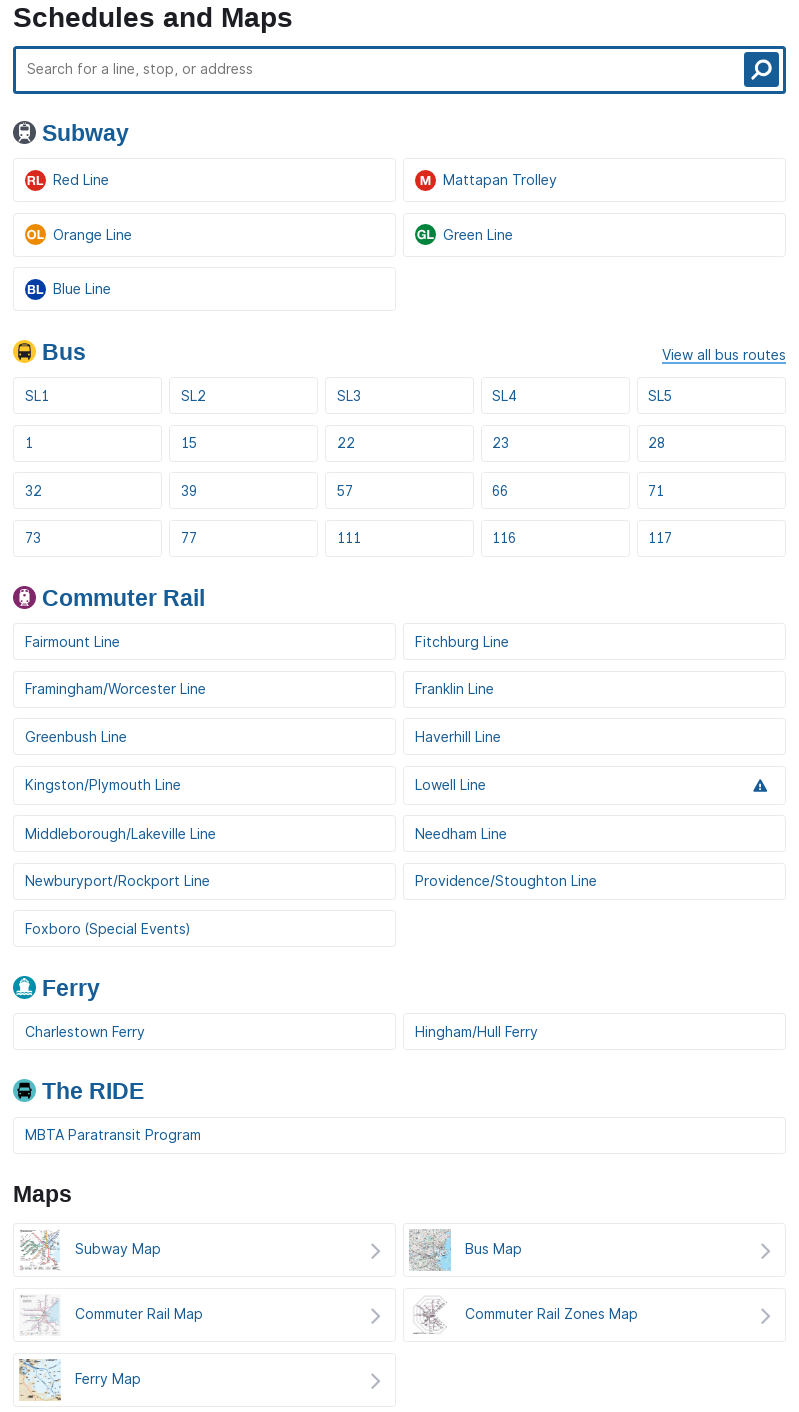 Schedules and Maps
Search for a line, stop, or address
Subway
RL Red Line
M Mattapan Trolley
OL Orange Line
GL Green Line
BL Blue Line
Bus
View all bus routes
SL1 SL2 SL3 SL4 SL5
1 15 22 23 28
32 39 57 66 71
73 77 111 116 117
Commuter Rail
Fairmount Line
Fitchburg Line
Framingham/Worcester Line
Franklin Line
Greenbush Line
Haverhill Line
Kingston/Plymouth Line
Lowell Line
Middleborough/Lakeville Line
Needham Line
Newburyport/Rockport Line
Providence/Stoughton Line
Foxboro (Special Events)
Ferry
Charlestown Ferry
Hingham/Hull Ferry
The RIDE
MBTA Paratransit Program
Maps
Subway Map
Bus Map
Commuter Rail Map
Commuter Rail Zones Map
Ferry Map